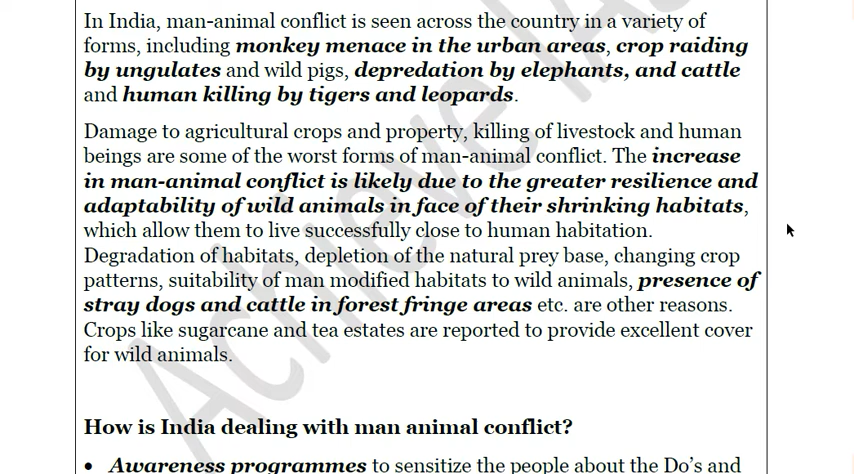 In India, man-animal conflict is seen across the country in a variety of
forms, including monkey menace in the urban areas, crop raiding
by ungulates and wild pigs, depredation by elephants, and cattle
and human killing by tigers and leopards.
Damage to agricultural crops and property, killing of livestock and human
beings are some of the worst forms of man-animal conflict. The increase
in man-animal conflict is likely due to the greater resilience and
adaptability of wild animals in face of their shrinking habitats,
which allow them to live successfully close to human habitation.
Degradation of habitats, depletion of the natural prey base, changing crop
patterns, suitability of man modified habitats to wild animals, presence of
stray dogs and cattle in forest fringe areas etc. are other reasons.
Crops like sugarcane and tea estates are reported to provide excellent cover
for wild animals.
How is India dealing with man animal conflict?
• Awareness programmes to sensitize the people about the Do's and
Achieve IAS